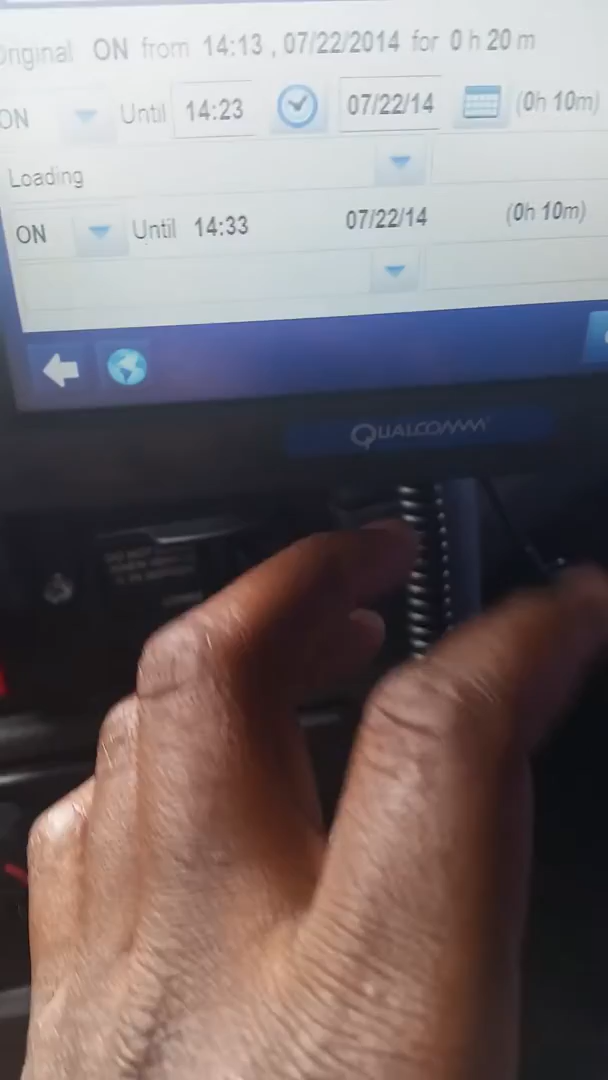 Original ON from 14:13, 07/22/2014 for 0 h 20 m
ON Until 14:23 07/22/14 (0h 10m)
Loading
ON Until 14:33 07/22/14 (0h 10m)
QUALCOMM